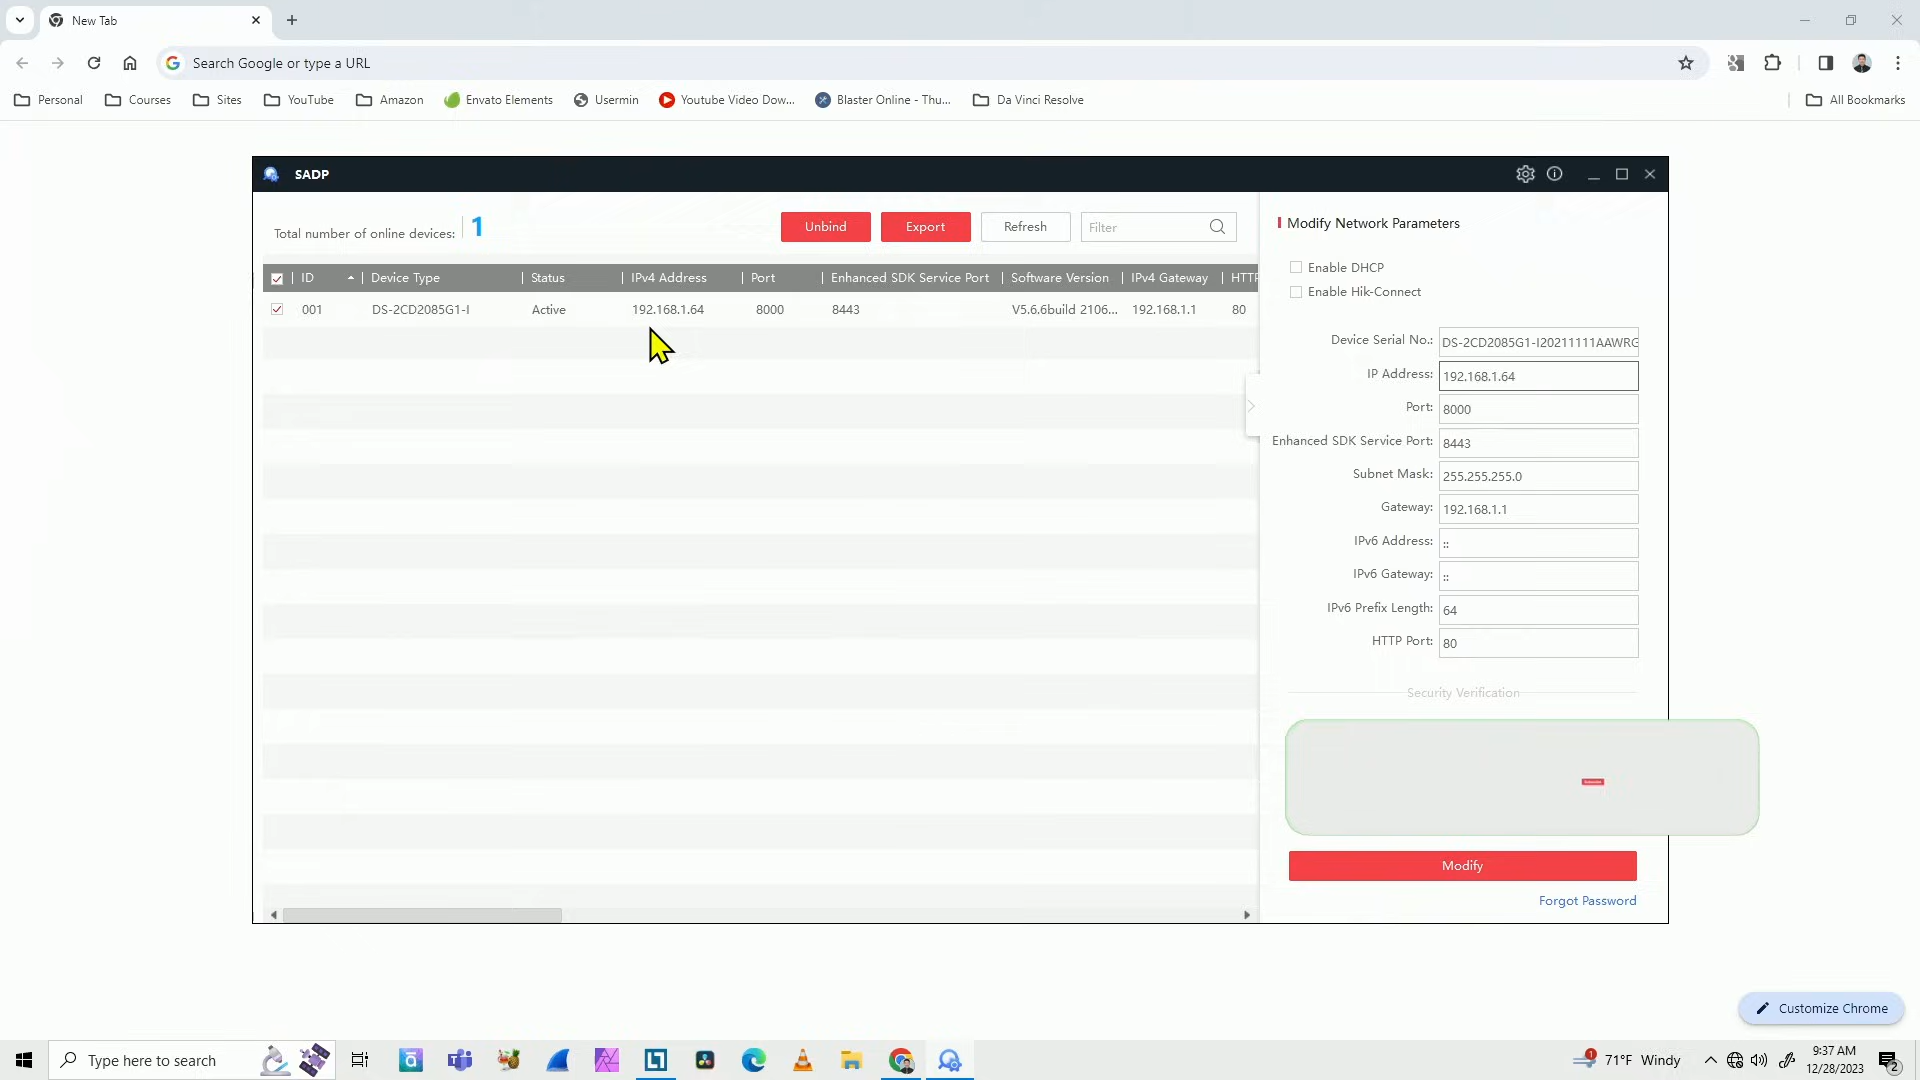 New Tab
Search Google or type a URL
Personal
Courses
Sites
YouTube
Amazon
Envato Elements
Usermin
Youtube Video Dow...
Blaster Online - Thu...
Da Vinci Resolve
All Bookmarks
SADP
Total number of online devices: 1
Unbind
Export
Refresh
Filter
ID Device Type Status IPv4 Address Port Enhanced SDK Service Port Software Version IPv4 Gateway HTTP
001 DS-2CD2085G1-I Active 192.168.1.64 8000 8443 V5.6.6build 2106... 192.168.1.1 80
Modify Network Parameters
Enable DHCP
Enable Hik-Connect
Device Serial No.: DS-2CD2085G1-I20211111AAWRG
IP Address: 192.168.1.64
Port: 8000
Enhanced SDK Service Port: 8443
Subnet Mask: 255.255.255.0
Gateway: 192.168.1.1
IPv6 Address: ::
IPv6 Gateway: ::
IPv6 Prefix Length: 64
HTTP Port: 80
Security Verification
Modify
Forgot Password
Customize Chrome
Type here to search
1
71°F Windy
9:37 AM
12/28/2023
2